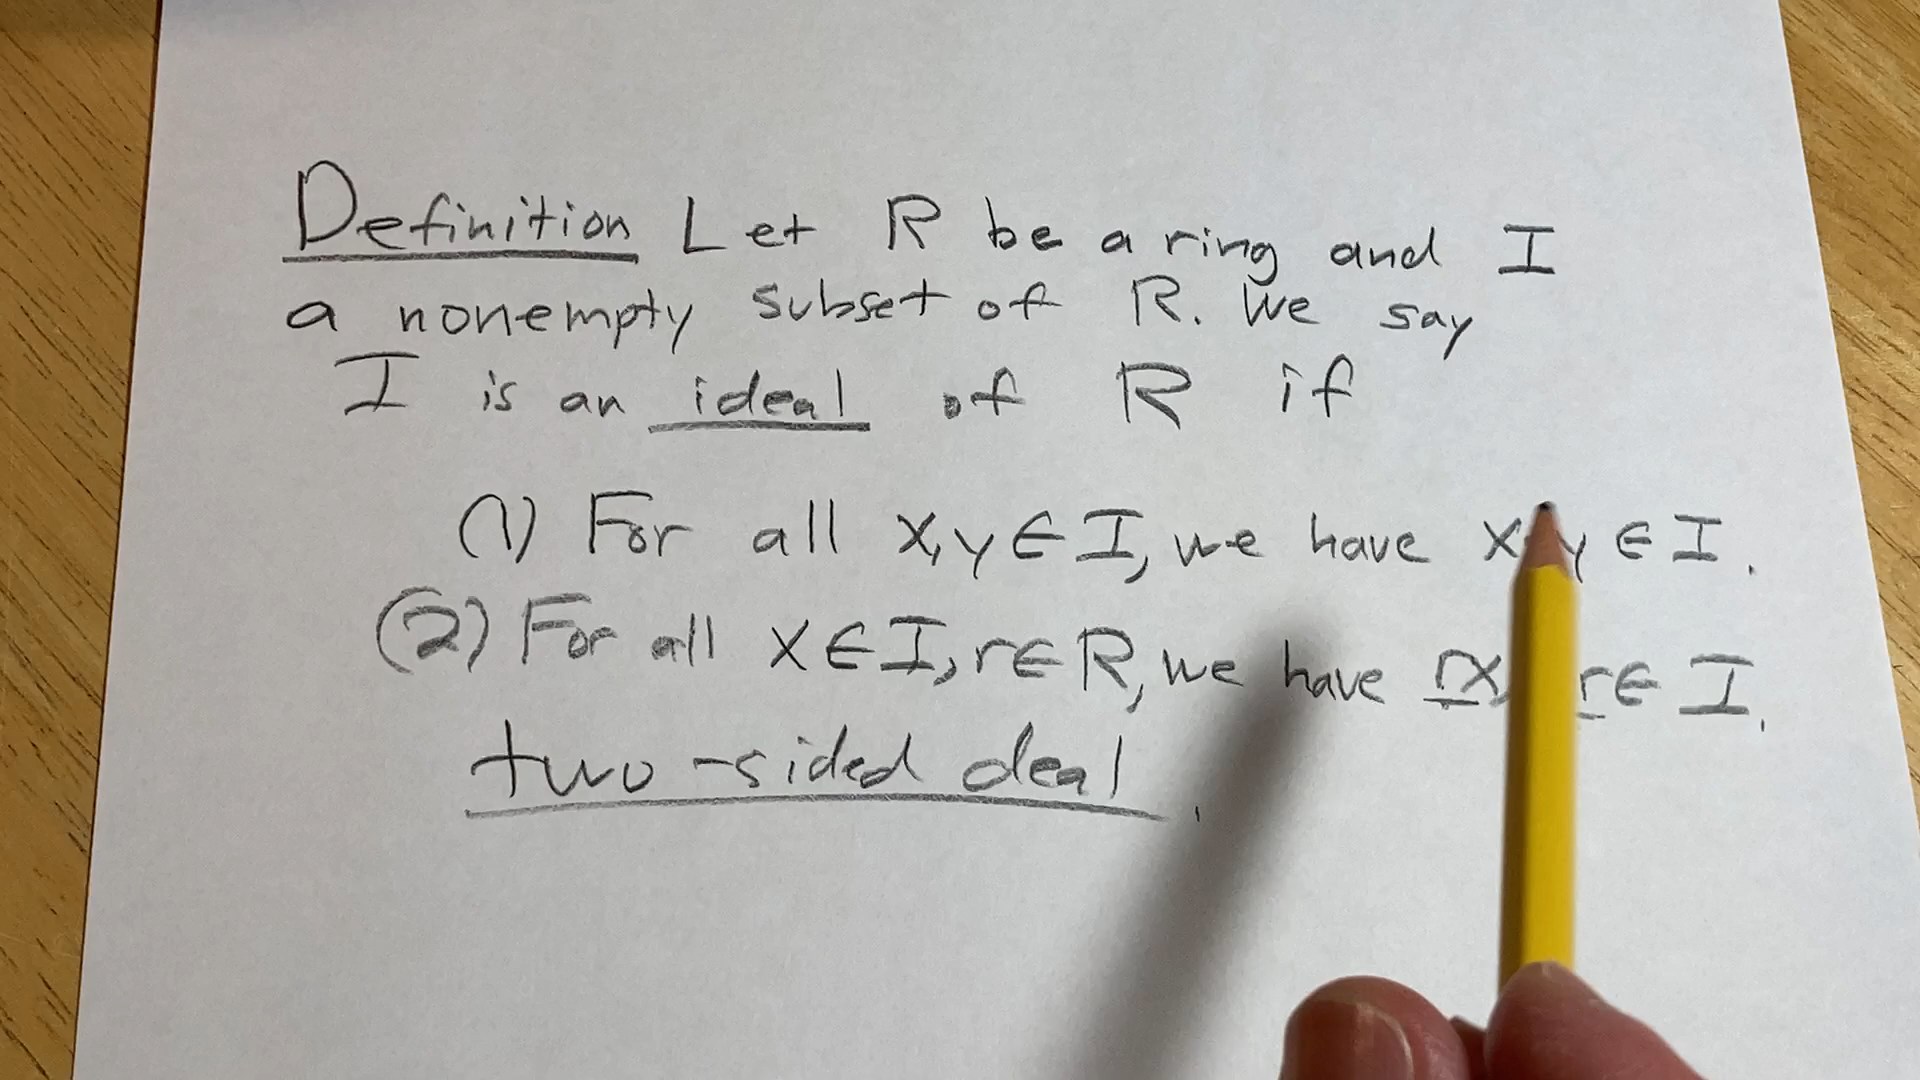 Definition Let R be a ring and I
a nonempty subset of R. We say
I is an ideal of R if
(1) For all x, y ∈ I, we have x y ∈ I.
(2) For all x ∈ I, r ∈ R, we have rx, r ∈ I.
two-sided deal.